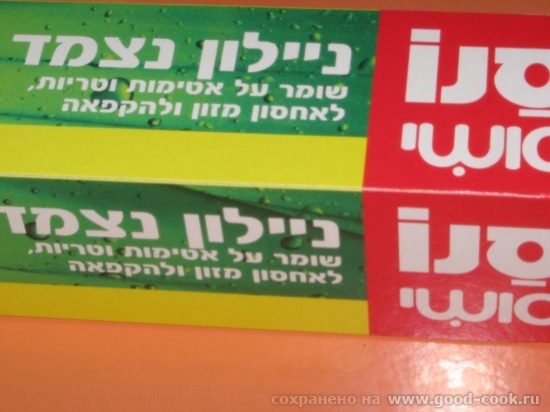 ניילון נצמד
שומר על אטימות וטריות,
לאחסון מזון ולהקפאה
סנו
סושי
ניילון נצמד
שומר על אטימות וטריות,
לאחסון מזון ולהקפאה
סנו
סושי
сохранено на www.good-cook.ru